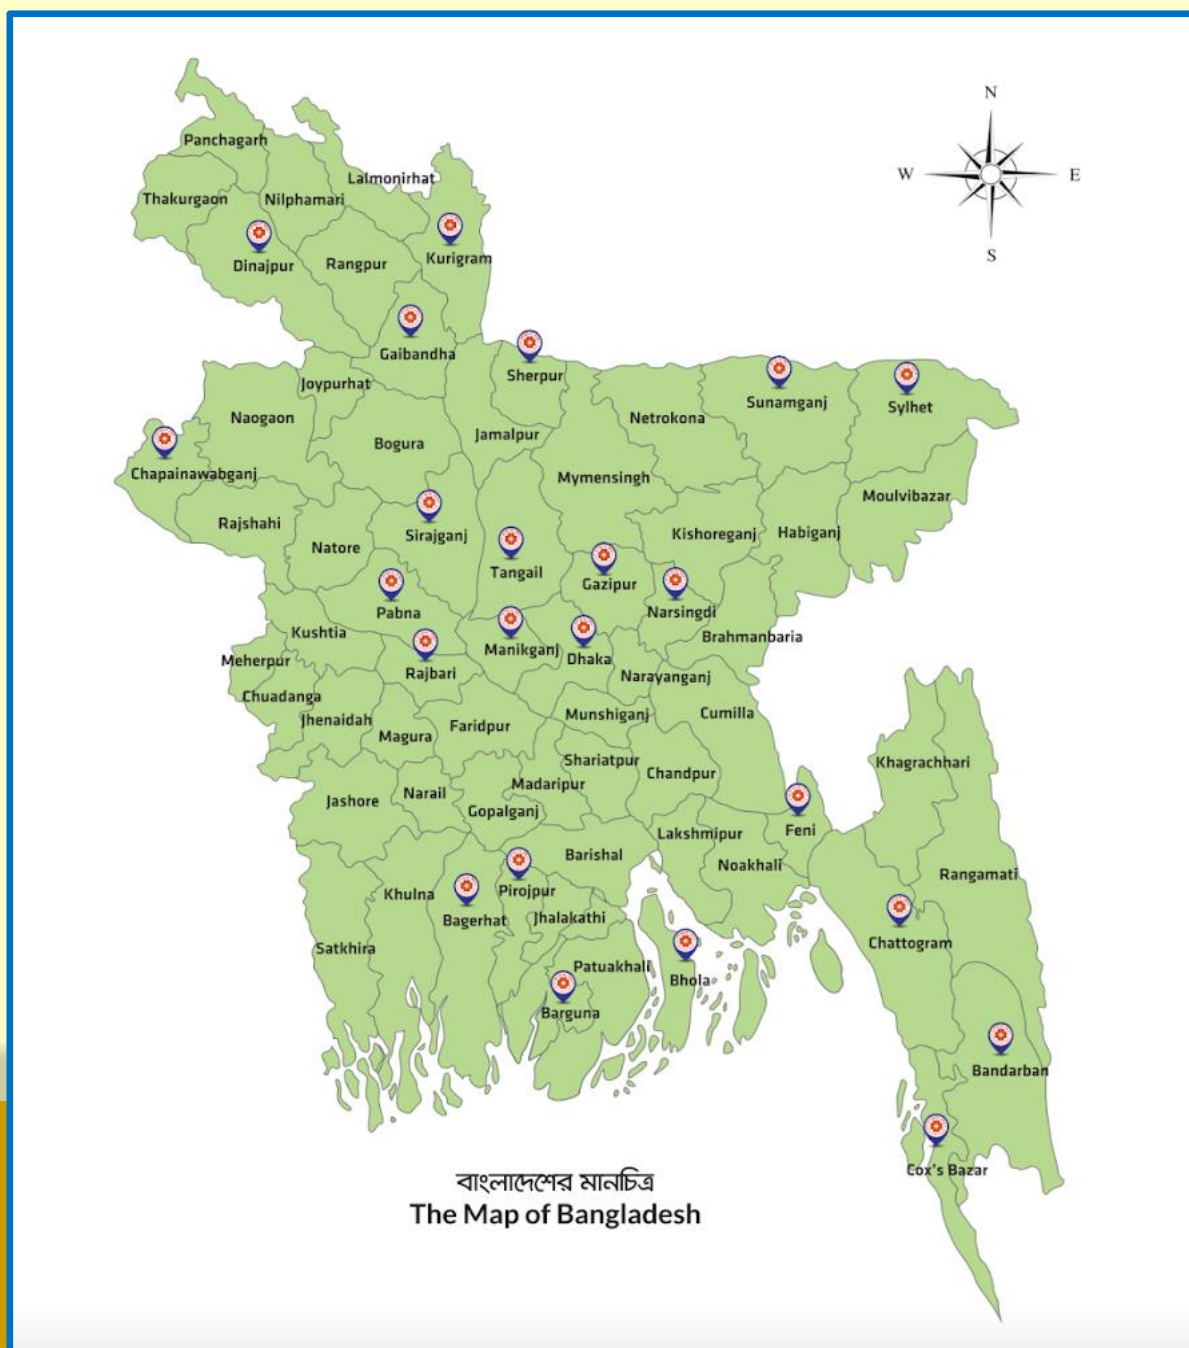 N
W E
S
Panchagarh
Lalmonirhat
Thakurgaon
Nilphamari
Kurigram
Dinajpur
Rangpur
Gaibandha
Sherpur
Joypurhat
Sunamganj
Sylhet
Naogaon
Netrokona
Jamalpur
Bogura
Chapainawabganj
Mymensingh
Moulvibazar
Rajshahi
Sirajganj
Kishoreganj
Habiganj
Natore
Tangail
Gazipur
Pabna
Narsingdi
Kushtia
Brahmanbaria
Manikganj
Dhaka
Meherpur
Rajbari
Narayanganj
Chuadanga
Munshiganj
Cumilla
Jhenaidah
Faridpur
Magura
Shariatpur
Khagrachhari
Chandpur
Madaripur
Narail
Jashore
Gopalganj
Feni
Lakshmipur
Barishal
Noakhali
Rangamati
Khulna
Pirojpur
Bagerhat
Jhalakathi
Chattogram
Satkhira
Patuakhali
Bhola
Barguna
Bandarban
Cox's Bazar
বাংলাদেশের মানচিত্র
The Map of Bangladesh